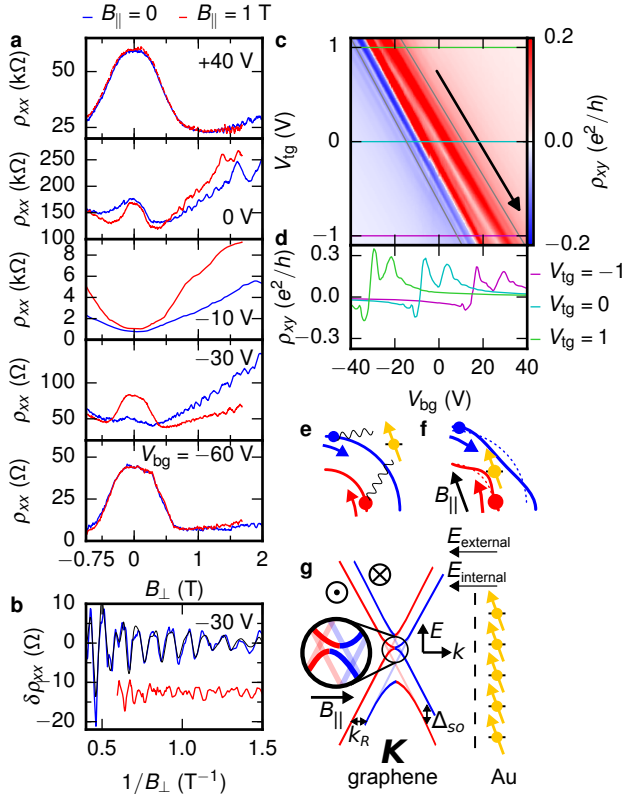 B∥ = 0 B∥ = 1 T
a
ρxx (kΩ)
60
25
+40 V
ρxx (kΩ)
250
200
150
100
0 V
ρxx (kΩ)
8
6
4
2
0
−10 V
ρxx (Ω)
100
50
−30 V
ρxx (Ω)
50
25
0
Vbg = −60 V
−0.75 0 1 2
B⊥ (T)
b
δρxx (Ω)
10
0
−10
−20
−30 V
0.5 1.0 1.5
1/B⊥ (T−1)
c
Vtg (V)
1
0
−1
0.2
0.0
−0.2
ρxy (e2/h)
d
ρxy (e2/h)
0.3
0.0
−0.3
−40 −20 0 20 40
Vbg (V)
Vtg = −1
Vtg = 0
Vtg = 1
e
f
B∥
g
Eexternal
Einternal
E
k
B∥
kR
Δso
K
graphene
Au